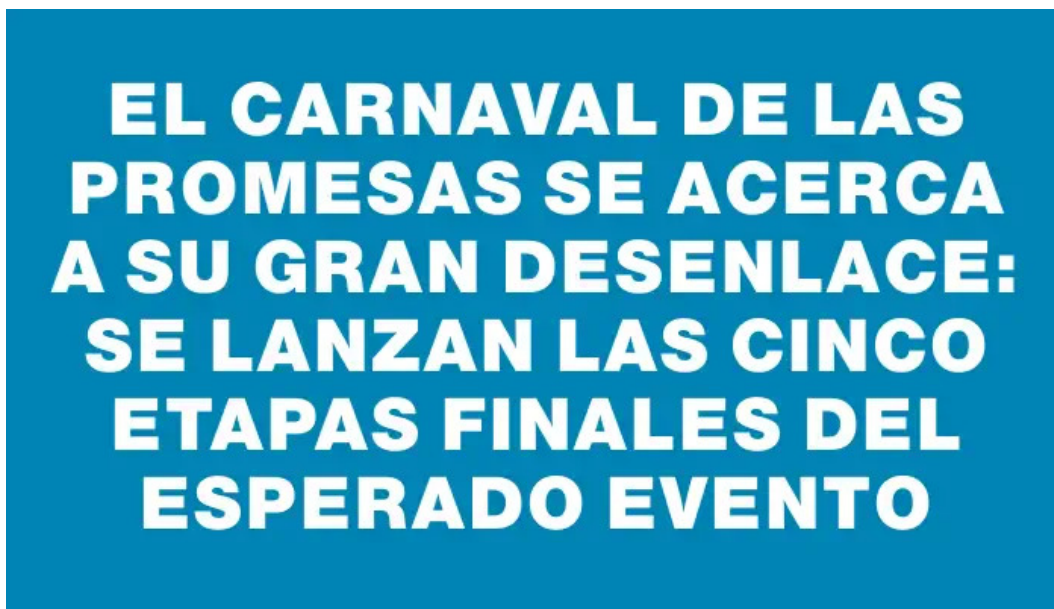 EL CARNAVAL DE LAS
PROMESAS SE ACERCA
A SU GRAN DESENLACE:
SE LANZAN LAS CINCO
ETAPAS FINALES DEL
ESPERADO EVENTO